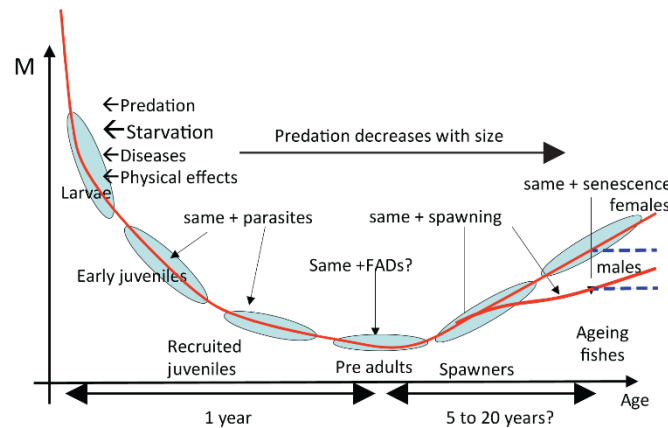 M
←Predation
←Starvation
←Diseases
←Physical effects
Larvae
Predation decreases with size
same + senescence
females
same + parasites
same + spawning
Same +FADs?
Early juveniles
males
Recruited
juveniles
Pre adults
Spawners
Ageing
fishes
Age
1 year
5 to 20 years?